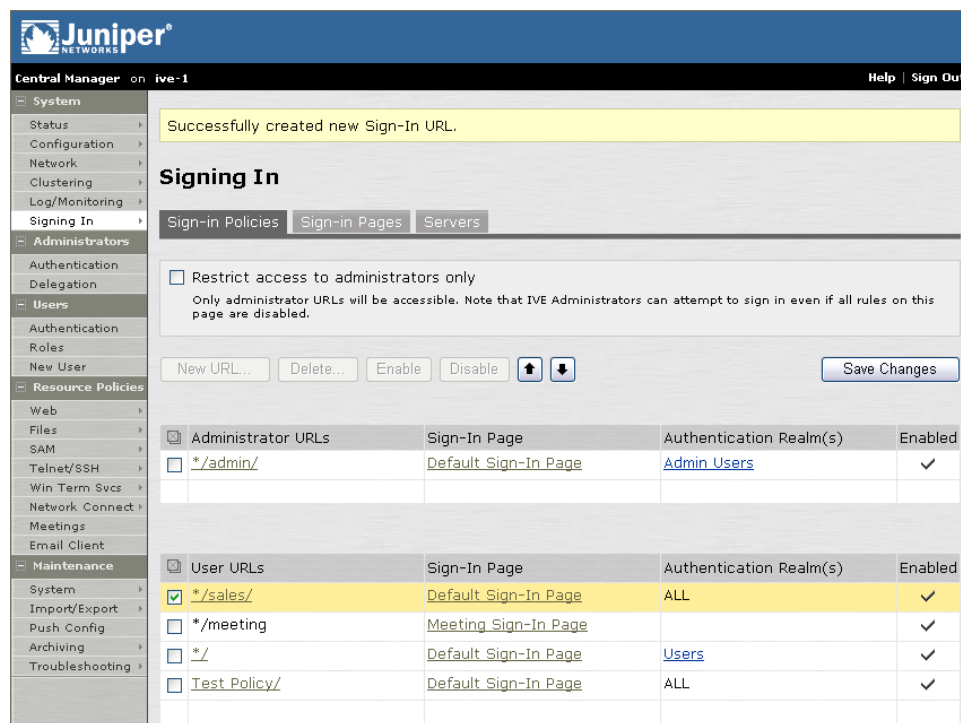 Juniper®
NETWORKS
Central Manager on ive-1
Help | Sign Ou
System
Status
Configuration
Network
Clustering
Log/Monitoring
Signing In
Administrators
Authentication
Delegation
Users
Authentication
Roles
New User
Resource Policies
Web
Files
SAM
Telnet/SSH
Win Term Svcs
Network Connect
Meetings
Email Client
Maintenance
System
Import/Export
Push Config
Archiving
Troubleshooting
Successfully created new Sign-In URL.
Signing In
Sign-in Policies Sign-in Pages Servers
Restrict access to administrators only
Only administrator URLs will be accessible. Note that IVE Administrators can attempt to sign in even if all rules on this
page are disabled.
New URL... Delete... Enable Disable Save Changes
Administrator URLs Sign-In Page Authentication Realm(s) Enabled
*/admin/ Default Sign-In Page Admin Users
User URLs Sign-In Page Authentication Realm(s) Enabled
*/sales/ Default Sign-In Page ALL
*/meeting Meeting Sign-In Page
*/ Default Sign-In Page Users
Test Policy/ Default Sign-In Page ALL